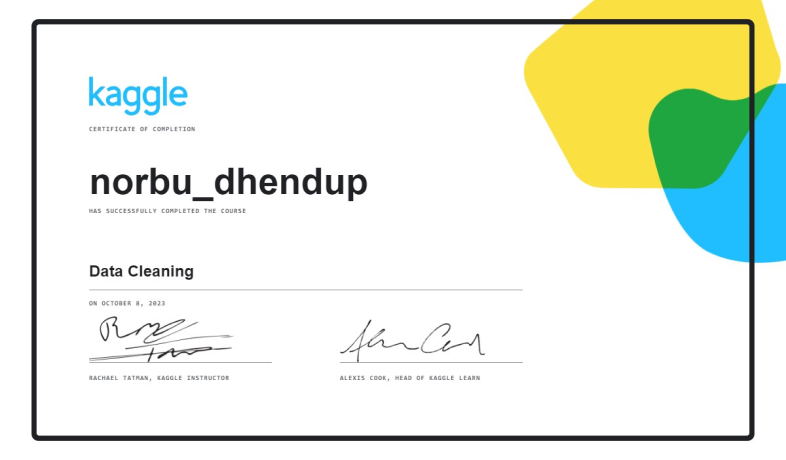 kaggle
CERTIFICATE OF COMPLETION
norbu_dhendup
HAS SUCCESSFULLY COMPLETED THE COURSE
Data Cleaning
ON OCTOBER 8, 2023
RACHAEL TATMAN, KAGGLE INSTRUCTOR
ALEXIS COOK, HEAD OF KAGGLE LEARN